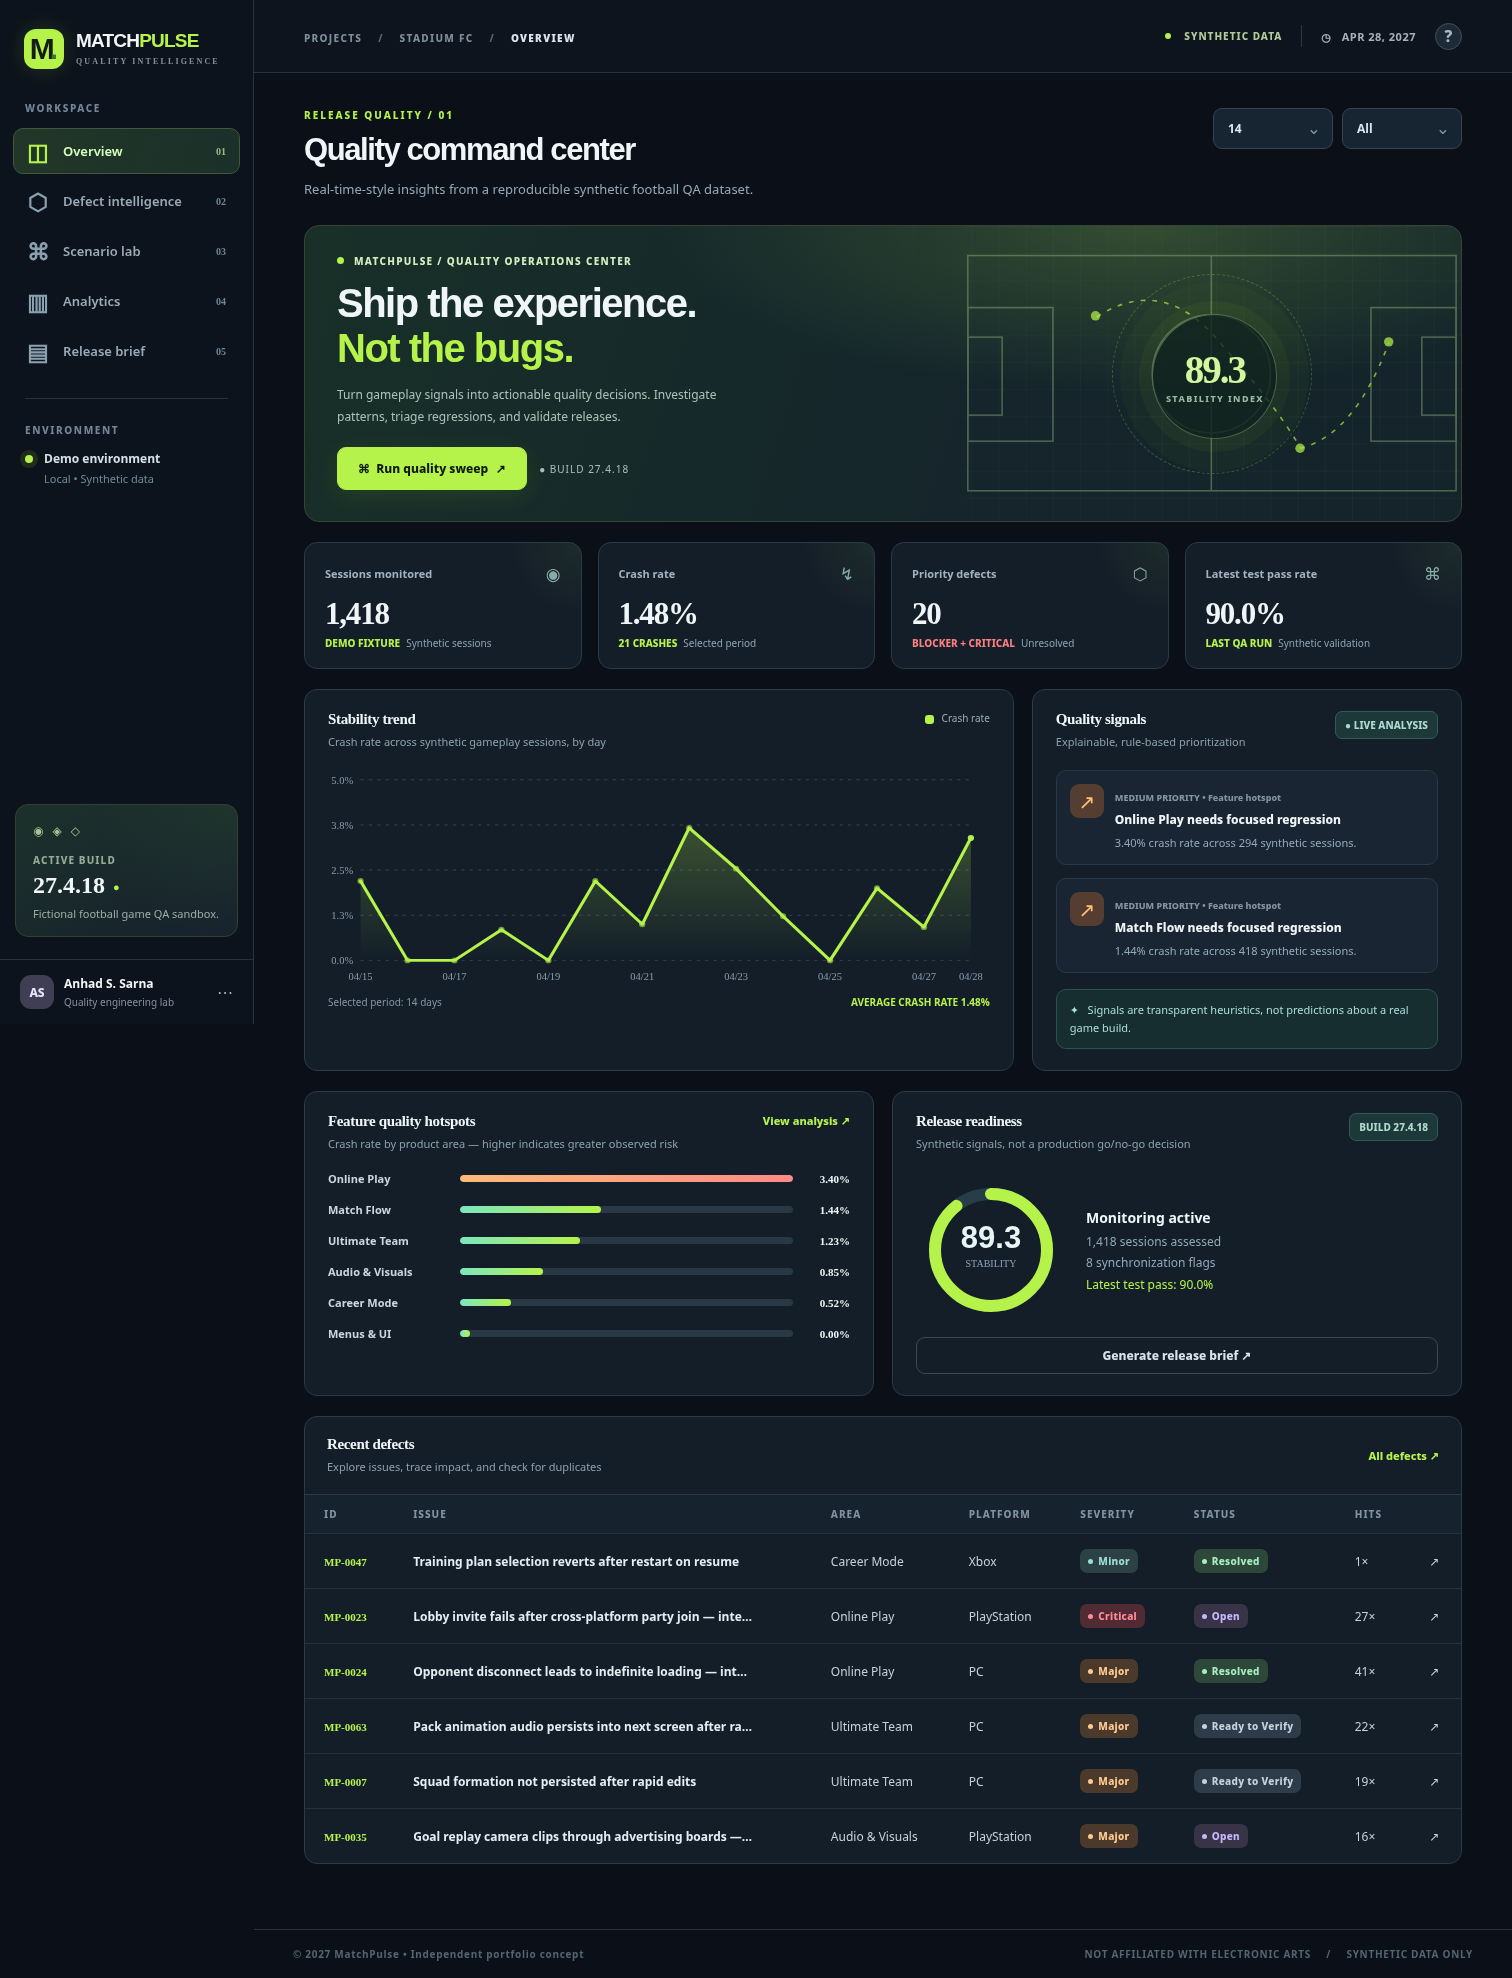 M
MATCHPULSE
QUALITY INTELLIGENCE
WORKSPACE
Overview 01
Defect intelligence 02
Scenario lab 03
Analytics 04
Release brief 05
ENVIRONMENT
Demo environment
Local • Synthetic data
ACTIVE BUILD
27.4.18
Fictional football game QA sandbox.
AS
Anhad S. Sarna
Quality engineering lab
PROJECTS / STADIUM FC / OVERVIEW
SYNTHETIC DATA
APR 28, 2027
?
RELEASE QUALITY / 01
Quality command center
Real-time-style insights from a reproducible synthetic football QA dataset.
14
All
MATCHPULSE / QUALITY OPERATIONS CENTER
Ship the experience.
Not the bugs.
Turn gameplay signals into actionable quality decisions. Investigate
patterns, triage regressions, and validate releases.
⌘ Run quality sweep ↗
● BUILD 27.4.18
89.3
STABILITY INDEX
Sessions monitored
1,418
DEMO FIXTURE Synthetic sessions
Crash rate
1.48%
21 CRASHES Selected period
Priority defects
20
BLOCKER + CRITICAL Unresolved
Latest test pass rate
90.0%
LAST QA RUN Synthetic validation
Stability trend
Crash rate across synthetic gameplay sessions, by day
Crash rate
5.0%
3.8%
2.5%
1.3%
0.0%
04/15 04/17 04/19 04/21 04/23 04/25 04/27 04/28
Selected period: 14 days
AVERAGE CRASH RATE 1.48%
Quality signals
Explainable, rule-based prioritization
● LIVE ANALYSIS
MEDIUM PRIORITY • Feature hotspot
Online Play needs focused regression
3.40% crash rate across 294 synthetic sessions.
MEDIUM PRIORITY • Feature hotspot
Match Flow needs focused regression
1.44% crash rate across 418 synthetic sessions.
✦ Signals are transparent heuristics, not predictions about a real
game build.
Feature quality hotspots
Crash rate by product area — higher indicates greater observed risk
View analysis ↗
Online Play 3.40%
Match Flow 1.44%
Ultimate Team 1.23%
Audio & Visuals 0.85%
Career Mode 0.52%
Menus & UI 0.00%
Release readiness
Synthetic signals, not a production go/no-go decision
BUILD 27.4.18
89.3
STABILITY
Monitoring active
1,418 sessions assessed
8 synchronization flags
Latest test pass: 90.0%
Generate release brief ↗
Recent defects
Explore issues, trace impact, and check for duplicates
All defects ↗
ID ISSUE AREA PLATFORM SEVERITY STATUS HITS
MP-0047 Training plan selection reverts after restart on resume Career Mode Xbox Minor Resolved 1× ↗
MP-0023 Lobby invite fails after cross-platform party join — inte... Online Play PlayStation Critical Open 27× ↗
MP-0024 Opponent disconnect leads to indefinite loading — int... Online Play PC Major Resolved 41× ↗
MP-0063 Pack animation audio persists into next screen after ra... Ultimate Team PC Major Ready to Verify 22× ↗
MP-0007 Squad formation not persisted after rapid edits Ultimate Team PC Major Ready to Verify 19× ↗
MP-0035 Goal replay camera clips through advertising boards —... Audio & Visuals PlayStation Major Open 16× ↗
© 2027 MatchPulse • Independent portfolio concept
NOT AFFILIATED WITH ELECTRONIC ARTS / SYNTHETIC DATA ONLY